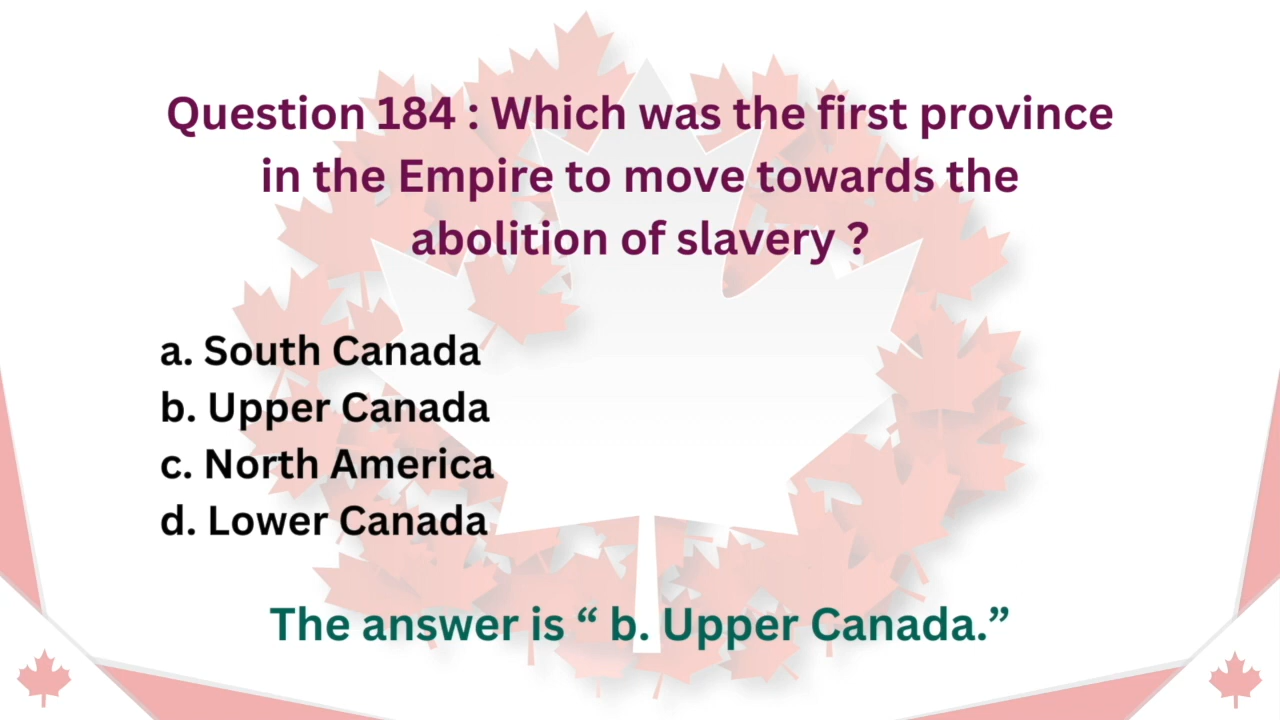 Question 184 : Which was the first province
in the Empire to move towards the
abolition of slavery ?
a. South Canada
b. Upper Canada
c. North America
d. Lower Canada
The answer is “ b. Upper Canada.”